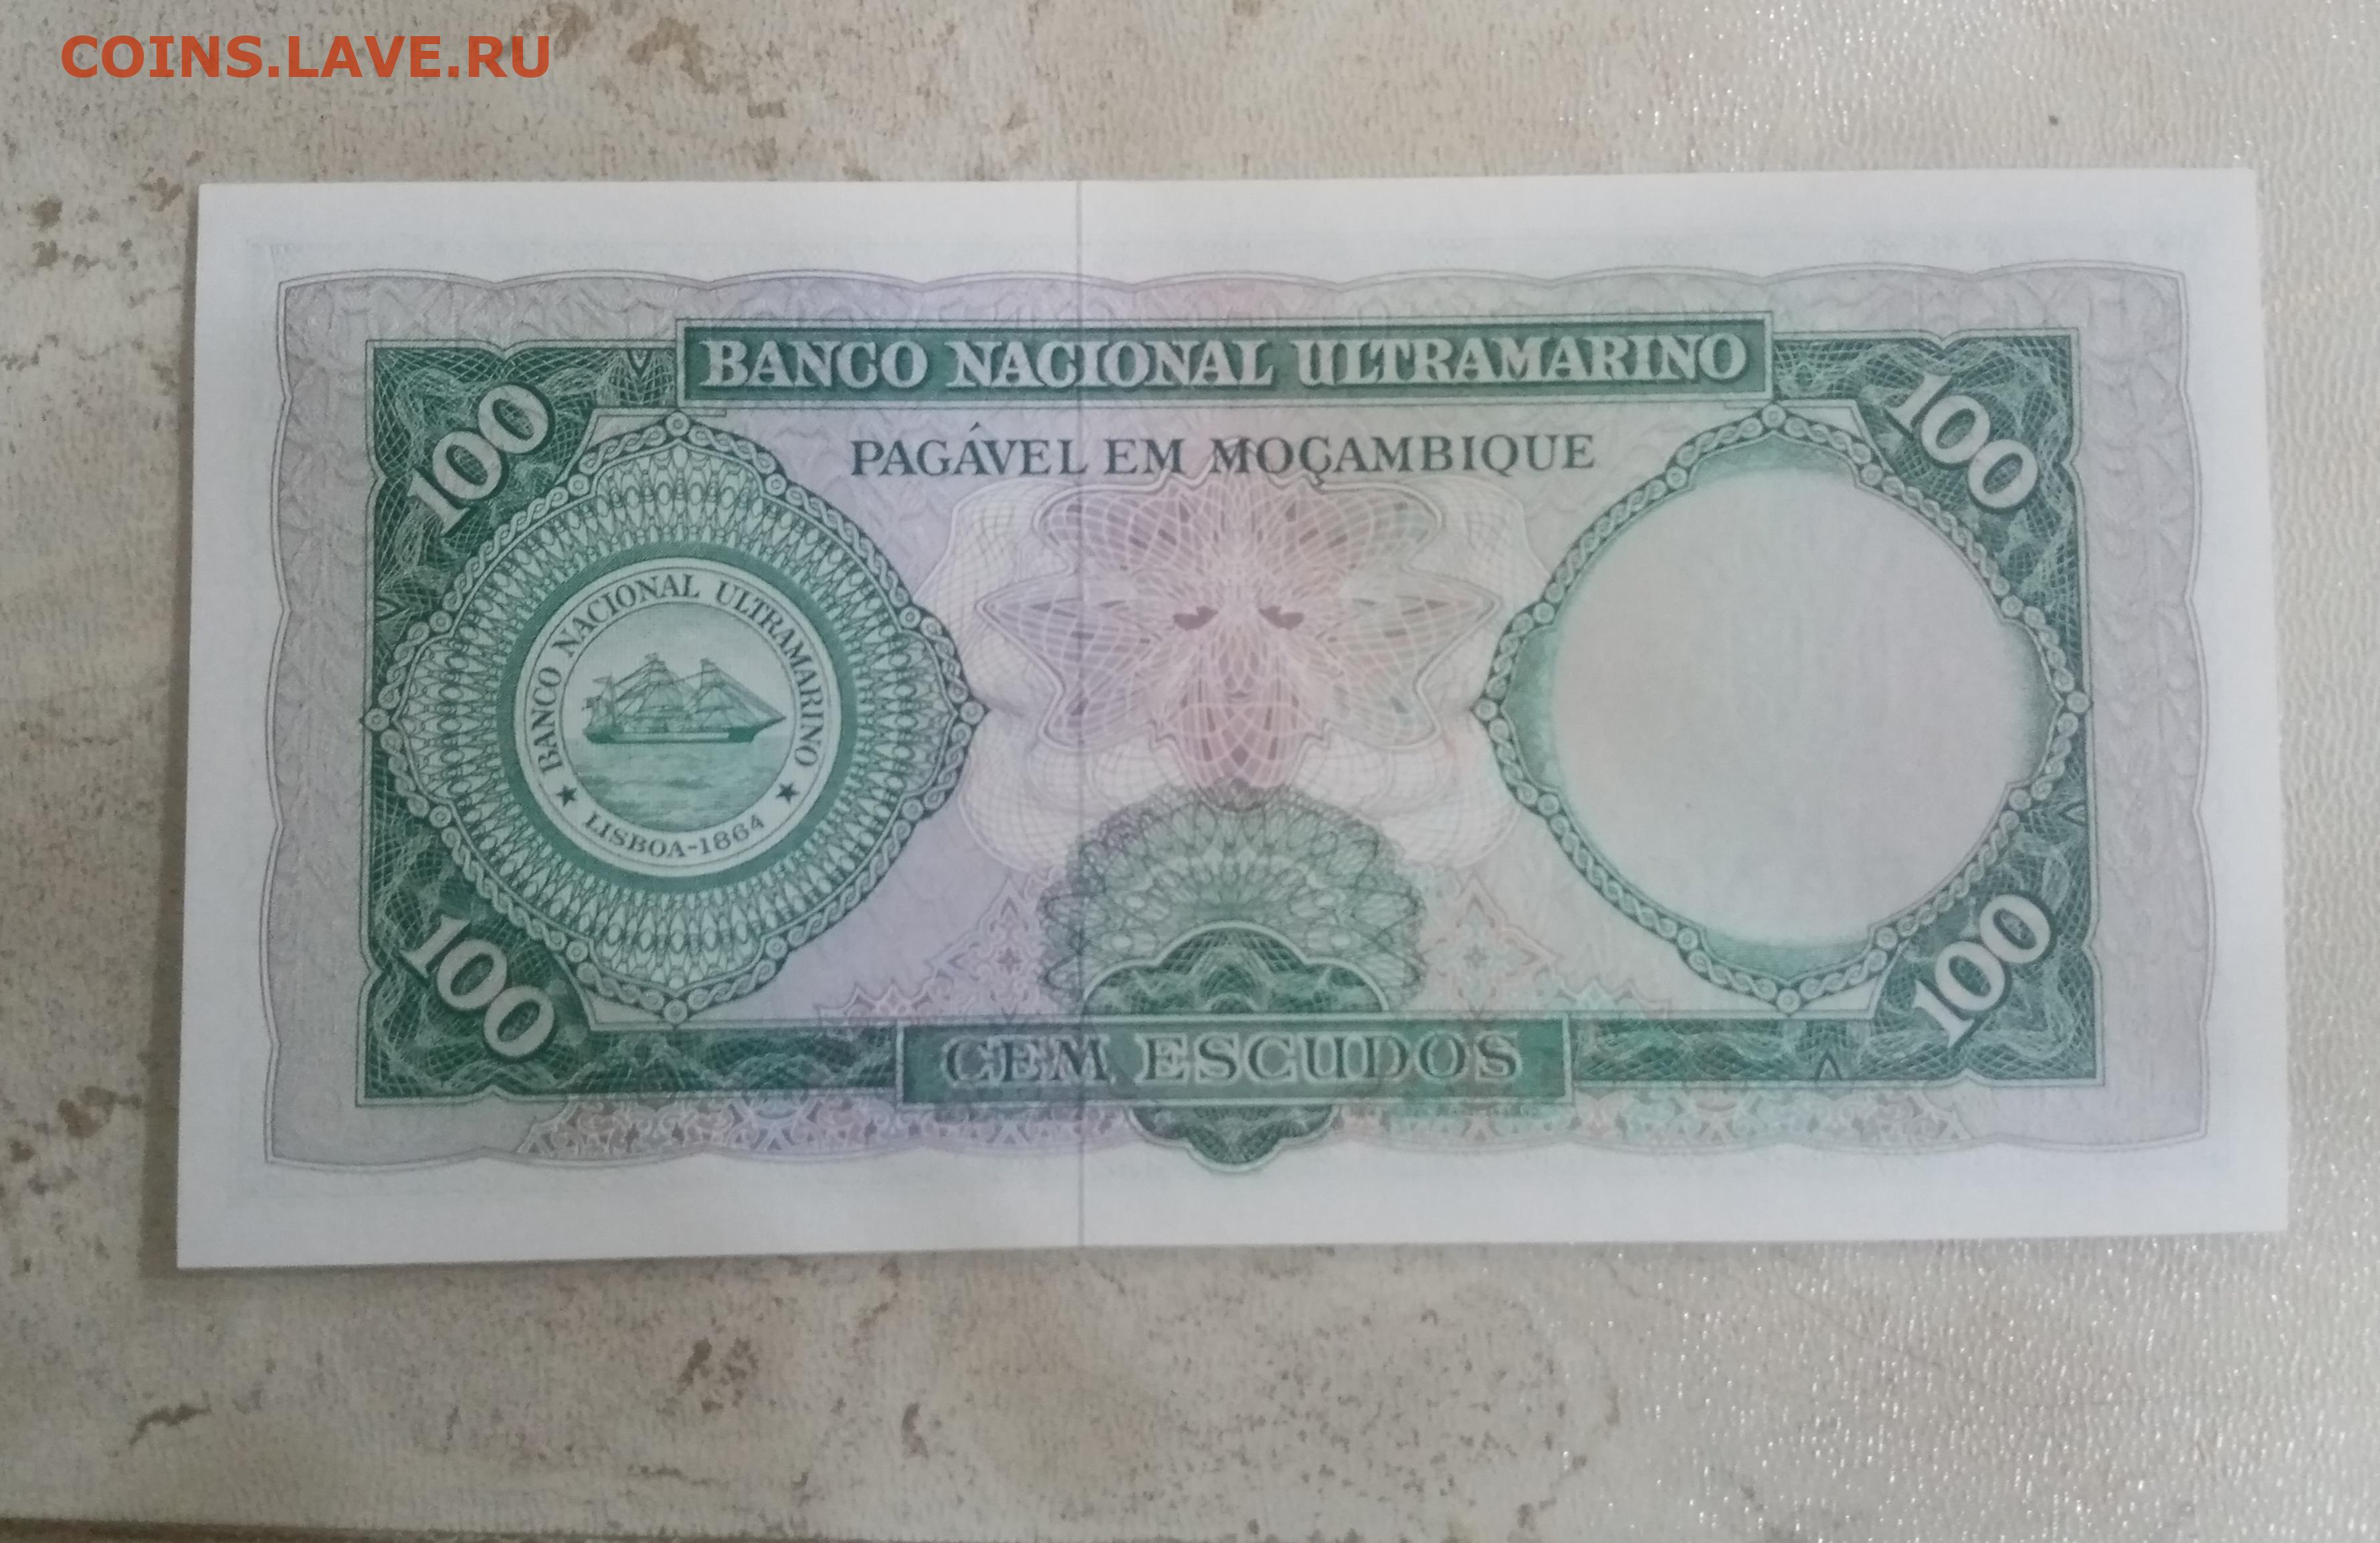 COINS.LAVE.RU
BANCO NACIONAL ULTRAMARINO
100
100
PAGÁVEL EM MOÇAMBIQUE
BANCO NACIONAL ULTRAMARINO
★ LISBOA-1864 ★
100
100
CEM ESCUDOS